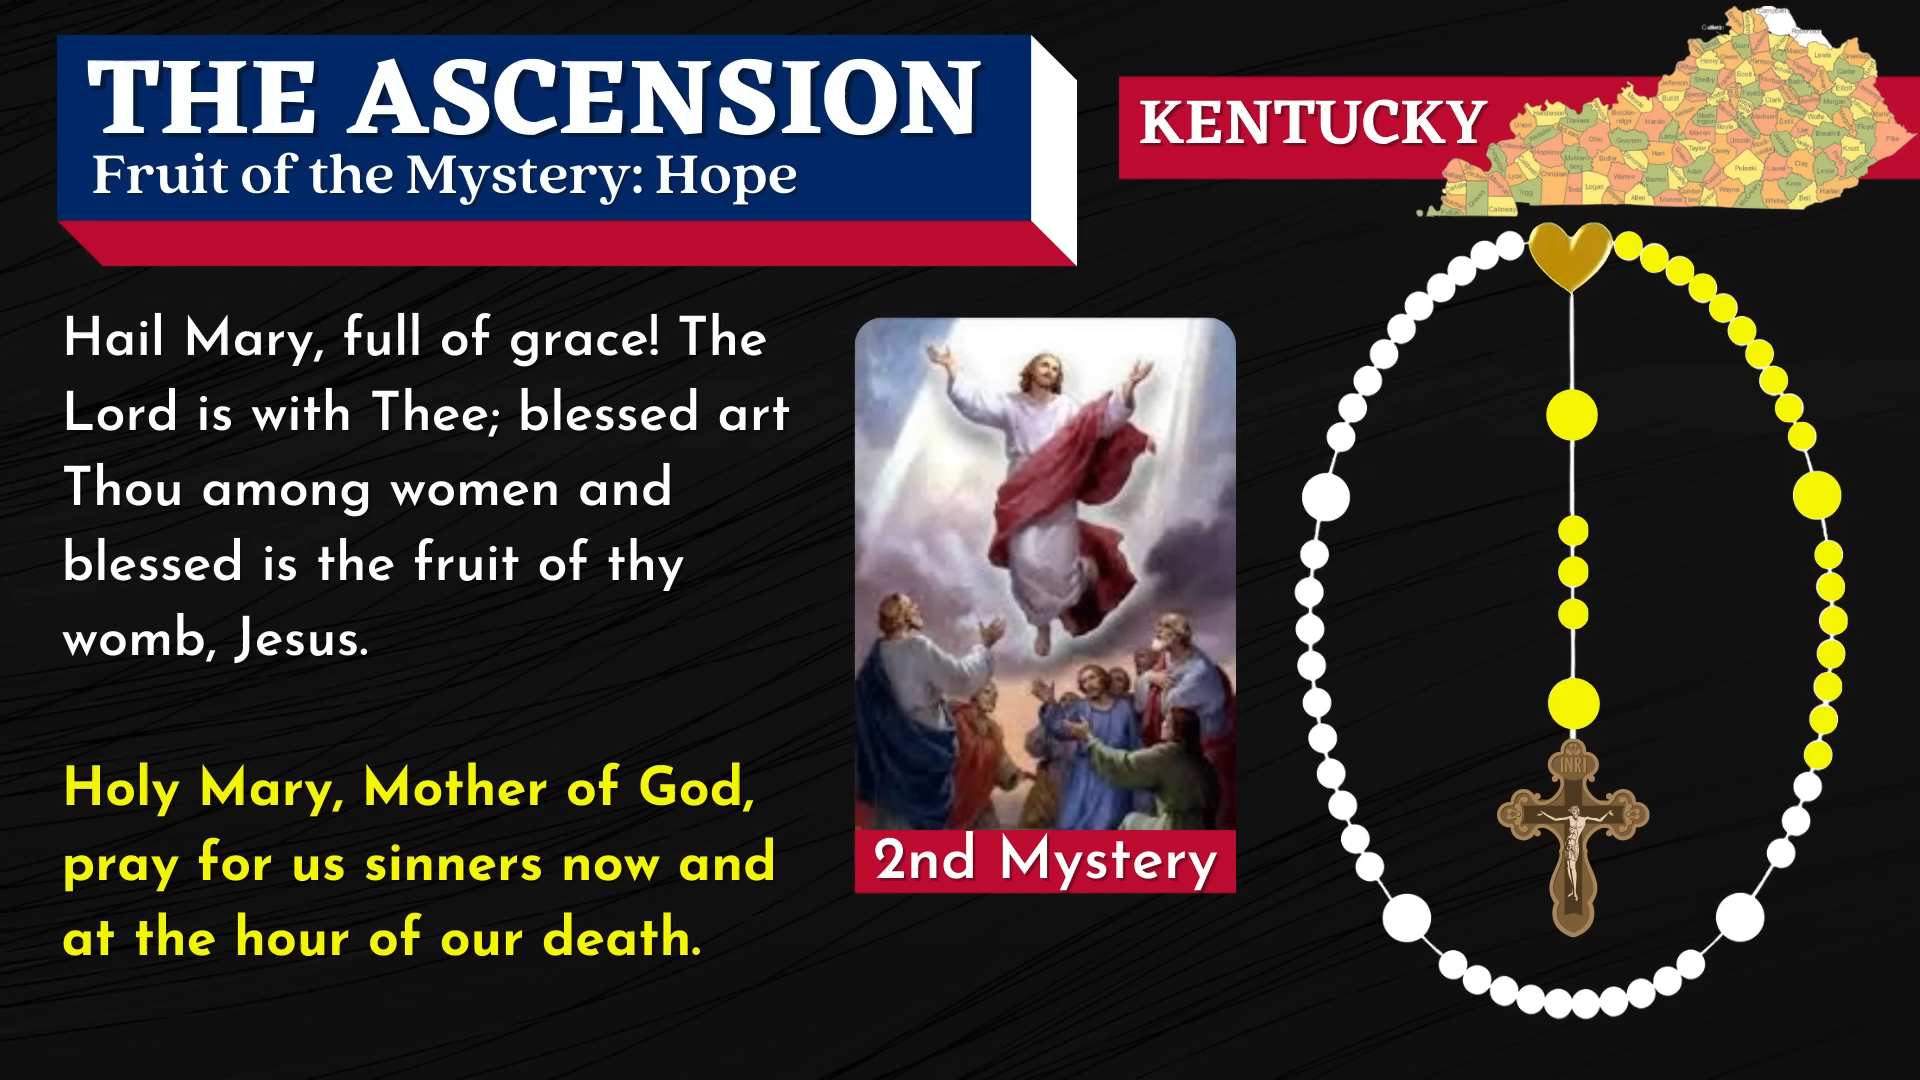 THE ASCENSION
Fruit of the Mystery: Hope
KENTUCKY
Hail Mary, full of grace! The
Lord is with Thee; blessed art
Thou among women and
blessed is the fruit of thy
womb, Jesus.
Holy Mary, Mother of God,
pray for us sinners now and
at the hour of our death.
2nd Mystery
INRI